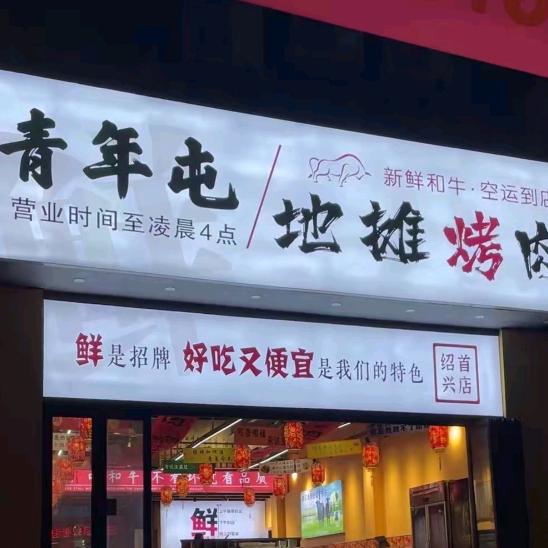 青年屯
营业时间至凌晨4点
新鲜和牛·空运到店
地摊烤肉
鲜是招牌 好吃又便宜是我们的特色
绍兴首店
鲜